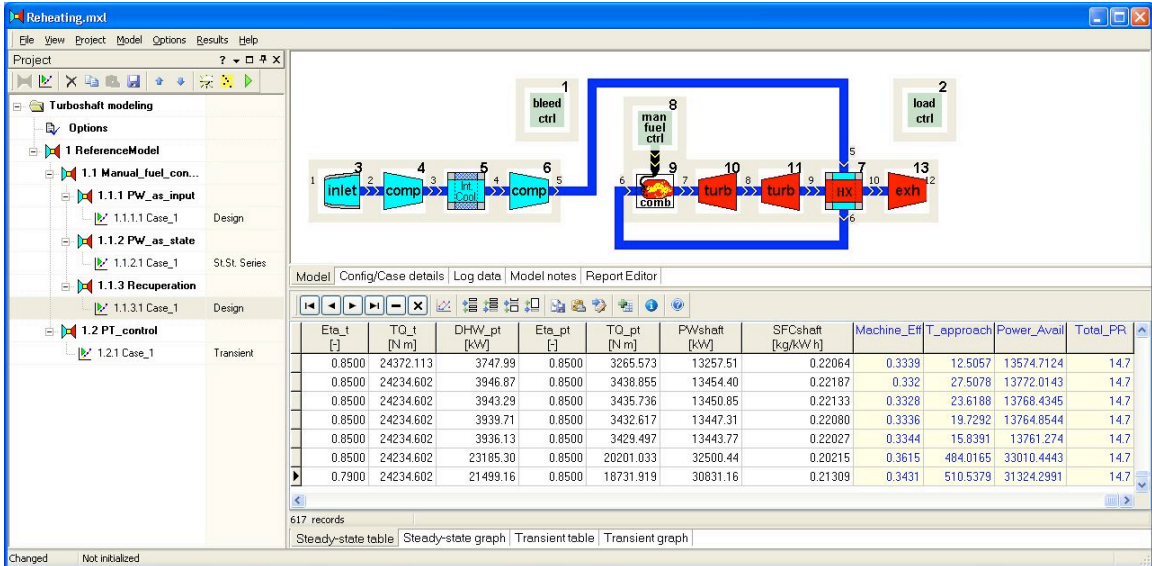 Reheating.mxl
File View Project Model Options Results Help
Project
Turboshaft modeling
Options
1 ReferenceModel
1.1 Manual_fuel_con...
1.1.1 PW_as_input
1.1.1.1 Case_1 Design
1.1.2 PW_as_state
1.1.2.1 Case_1 St.St. Series
1.1.3 Recuperation
1.1.3.1 Case_1 Design
1.2 PT_control
1.2.1 Case_1 Transient
1
bleed
ctrl
2
load
ctrl
8
man
fuel
ctrl
5
3 4 5 6 9 10 11 7 13
1 2 3 4 5 6 7 8 9 10 12
inlet comp Int. Cool. comp comb turb turb HX exh
6
Model Config/Case details Log data Model notes Report Editor
Eta_t TQ_t DHW_pt Eta_pt TQ_pt PWshaft SFCshaft Machine_Eff T_approach Power_Avail Total_PR
[-] [N m] [kW] [-] [N m] [kW] [kg/kW h]
0.8500 24372.113 3747.99 0.8500 3265.573 13257.51 0.22064 0.3339 12.5057 13574.7124 14.7
0.8500 24234.602 3946.87 0.8500 3438.855 13454.40 0.22187 0.332 27.5078 13772.0143 14.7
0.8500 24234.602 3943.29 0.8500 3435.736 13450.85 0.22133 0.3328 23.6188 13768.4345 14.7
0.8500 24234.602 3939.71 0.8500 3432.617 13447.31 0.22080 0.3336 19.7292 13764.8544 14.7
0.8500 24234.602 3936.13 0.8500 3429.497 13443.77 0.22027 0.3344 15.8391 13761.274 14.7
0.8500 24234.602 23185.30 0.8500 20201.033 32500.44 0.20215 0.3615 484.0165 33010.4443 14.7
0.7900 24234.602 21499.16 0.8500 18731.919 30831.16 0.21309 0.3431 510.5379 31324.2991 14.7
617 records
Steady-state table Steady-state graph Transient table Transient graph
Changed Not initialized